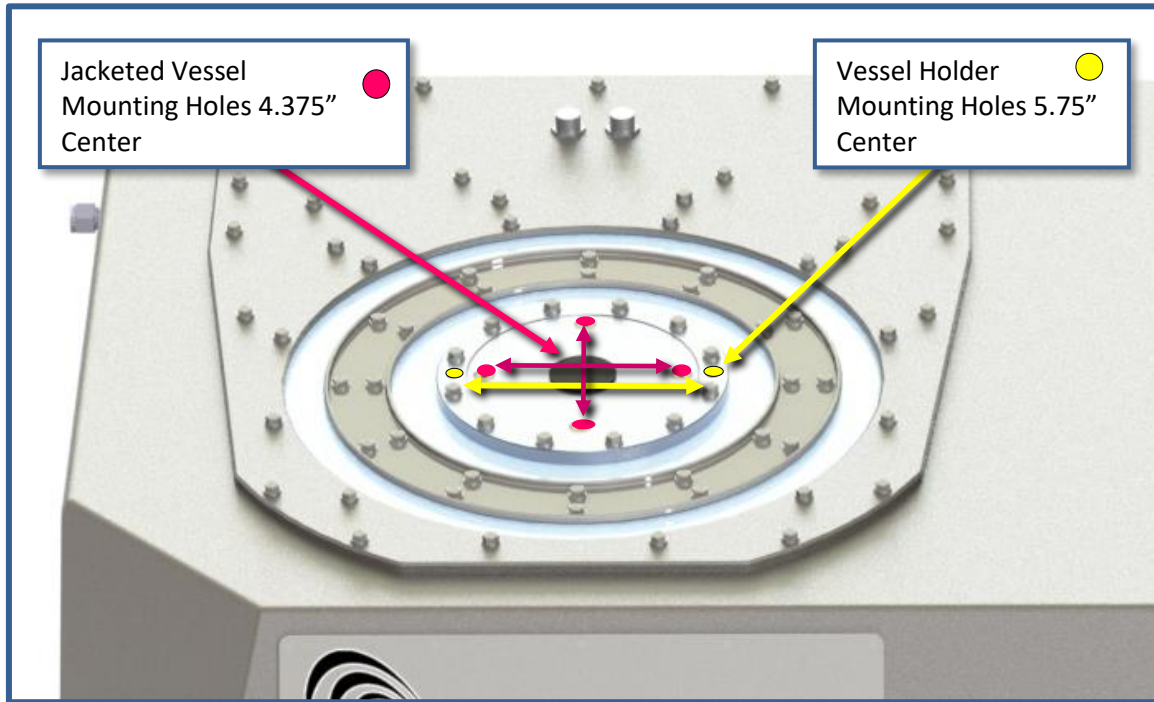 Jacketed Vessel
Mounting Holes 4.375”
Center
Vessel Holder
Mounting Holes 5.75”
Center